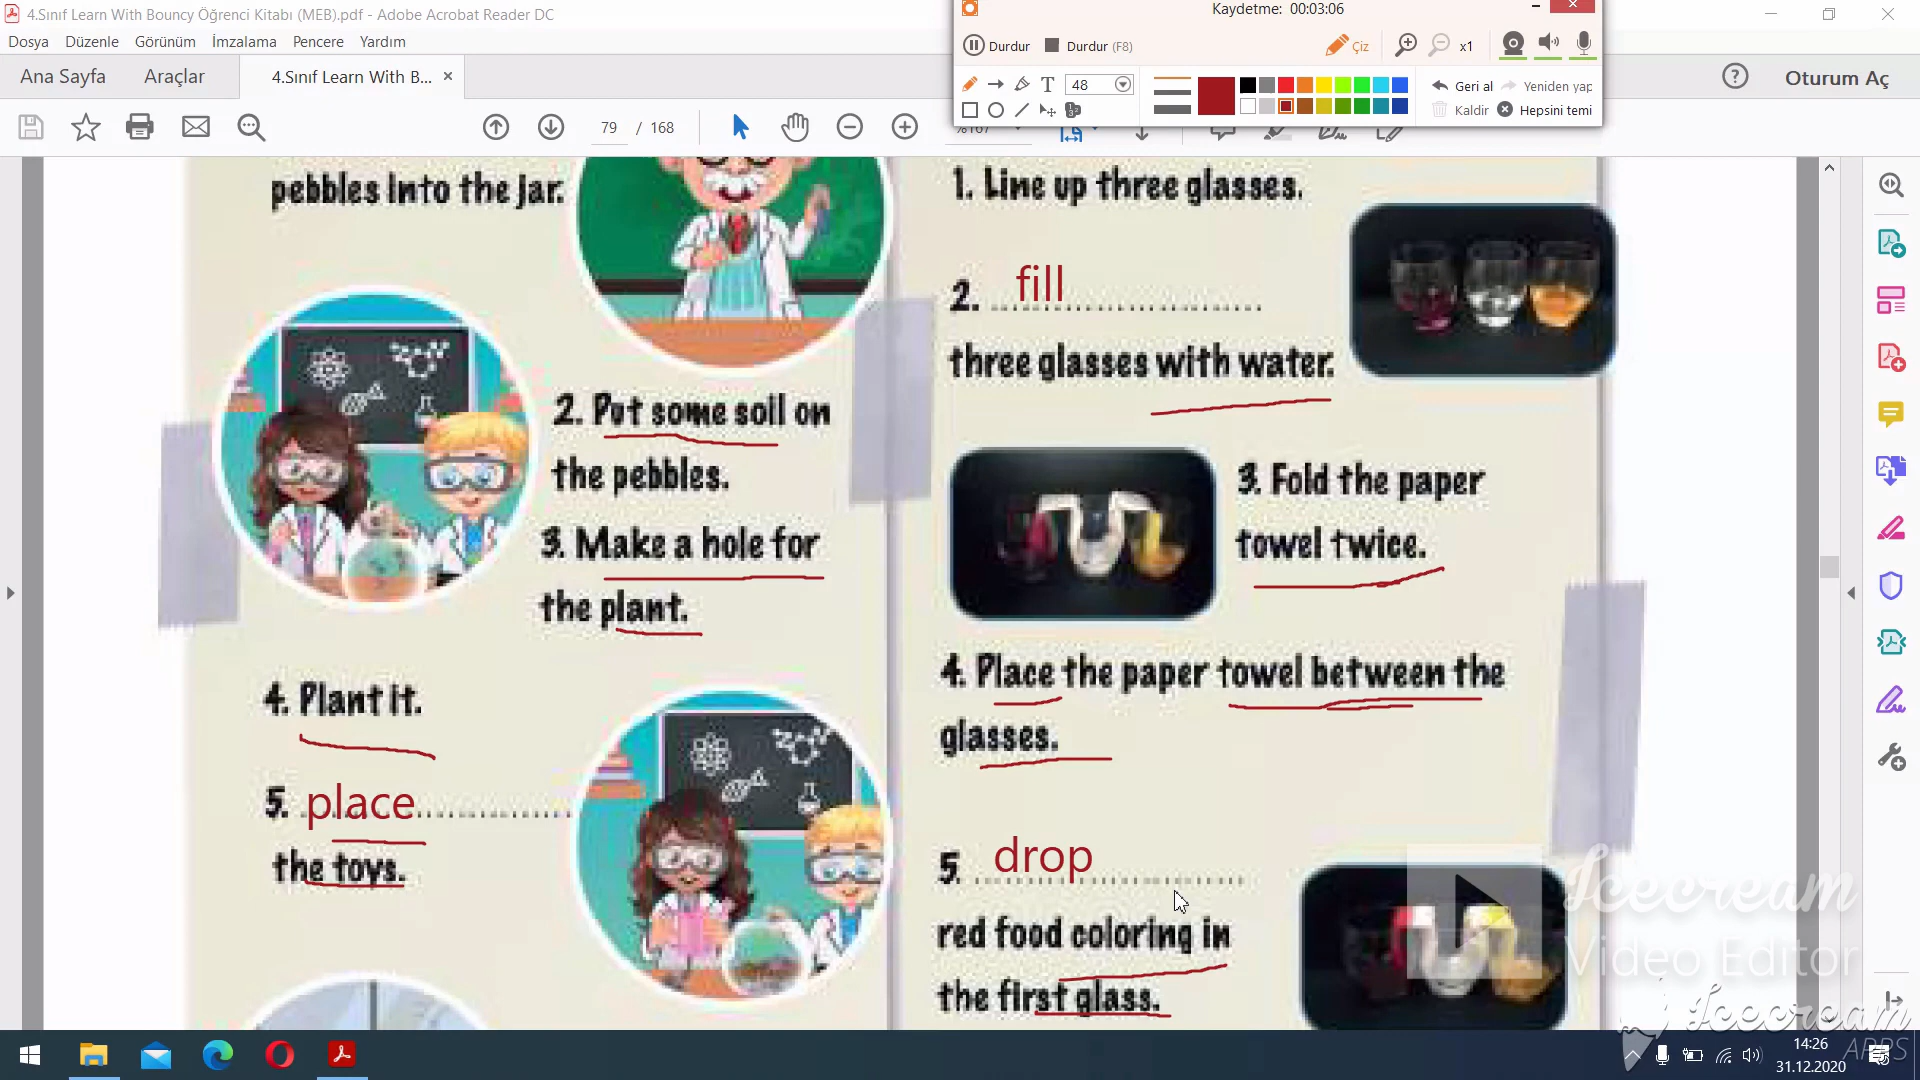 4.Sınıf Learn With Bouncy Öğrenci Kitabı (MEB).pdf - Adobe Acrobat Reader DC
Dosya Düzenle Görünüm İmzalama Pencere Yardım
Ana Sayfa Araçlar 4.Sınıf Learn With B... Oturum Aç
79 / 168
Kaydetme: 00:03:06
Durdur Durdur (F8) Çiz x1
T 48 Geri al Yeniden yap
Kaldir Hepsini temi
pebbles into the jar.
2. Put some soil on
the pebbles.
3. Make a hole for
the plant.
4. Plant it.
5. place
the toys.
1. Line up three glasses.
2. fill
three glasses with water.
3. Fold the paper
towel twice.
4. Place the paper towel between the
glasses.
5. drop
red food coloring in
the first glass.
Icecream
Video Editor
Icecream
APPS
14:26
31.12.2020